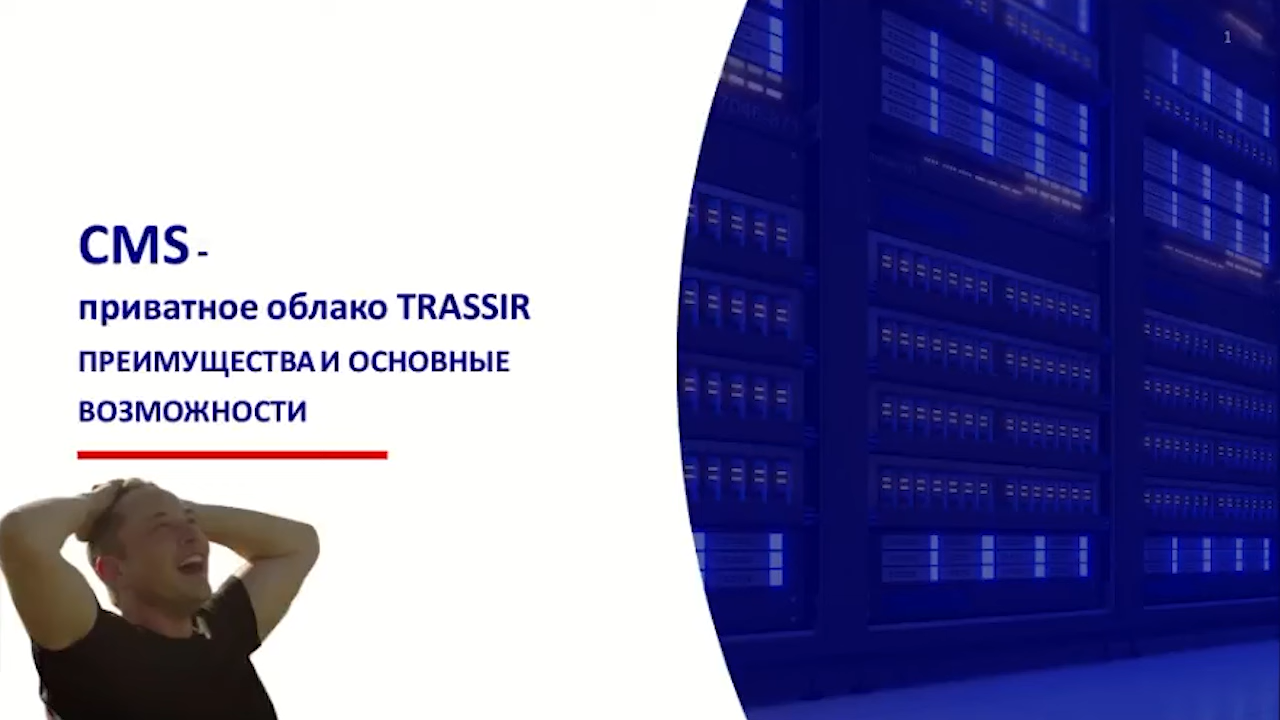 1
CMS -
приватное облако TRASSIR
ПРЕИМУЩЕСТВА И ОСНОВНЫЕ
ВОЗМОЖНОСТИ